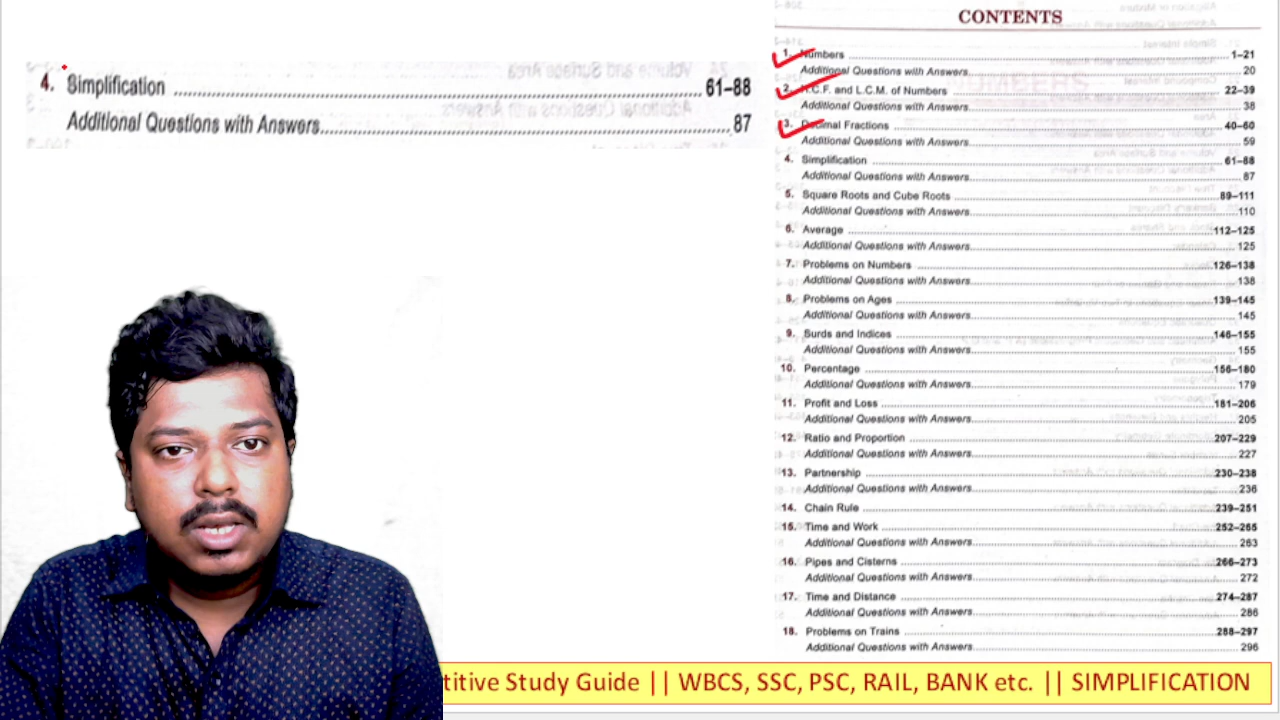 4. Simplification ........ 61–88
Additional Questions with Answers........ 87
CONTENTS
1. Numbers ........ 1–21
Additional Questions with Answers........ 20
2. H.C.F. and L.C.M. of Numbers ........ 22–39
Additional Questions with Answers........ 38
3. Decimal Fractions ........ 40–60
Additional Questions with Answers........ 59
4. Simplification ........ 61–88
Additional Questions with Answers........ 87
5. Square Roots and Cube Roots ........ 89–111
Additional Questions with Answers........ 110
6. Average ........ 112–125
Additional Questions with Answers........ 125
7. Problems on Numbers ........ 126–138
Additional Questions with Answers........ 138
8. Problems on Ages ........ 139–145
Additional Questions with Answers........ 145
9. Surds and Indices ........ 146–155
Additional Questions with Answers........ 155
10. Percentage ........ 156–180
Additional Questions with Answers........ 179
11. Profit and Loss ........ 181–206
Additional Questions with Answers........ 205
12. Ratio and Proportion ........ 207–229
Additional Questions with Answers........ 227
13. Partnership ........ 230–238
Additional Questions with Answers........ 236
14. Chain Rule ........ 239–251
15. Time and Work ........ 252–265
Additional Questions with Answers........ 263
16. Pipes and Cisterns ........ 266–273
Additional Questions with Answers........ 272
17. Time and Distance ........ 274–287
Additional Questions with Answers........ 286
18. Problems on Trains ........ 288–297
Additional Questions with Answers........ 296
titive Study Guide || WBCS, SSC, PSC, RAIL, BANK etc. || SIMPLIFICATION